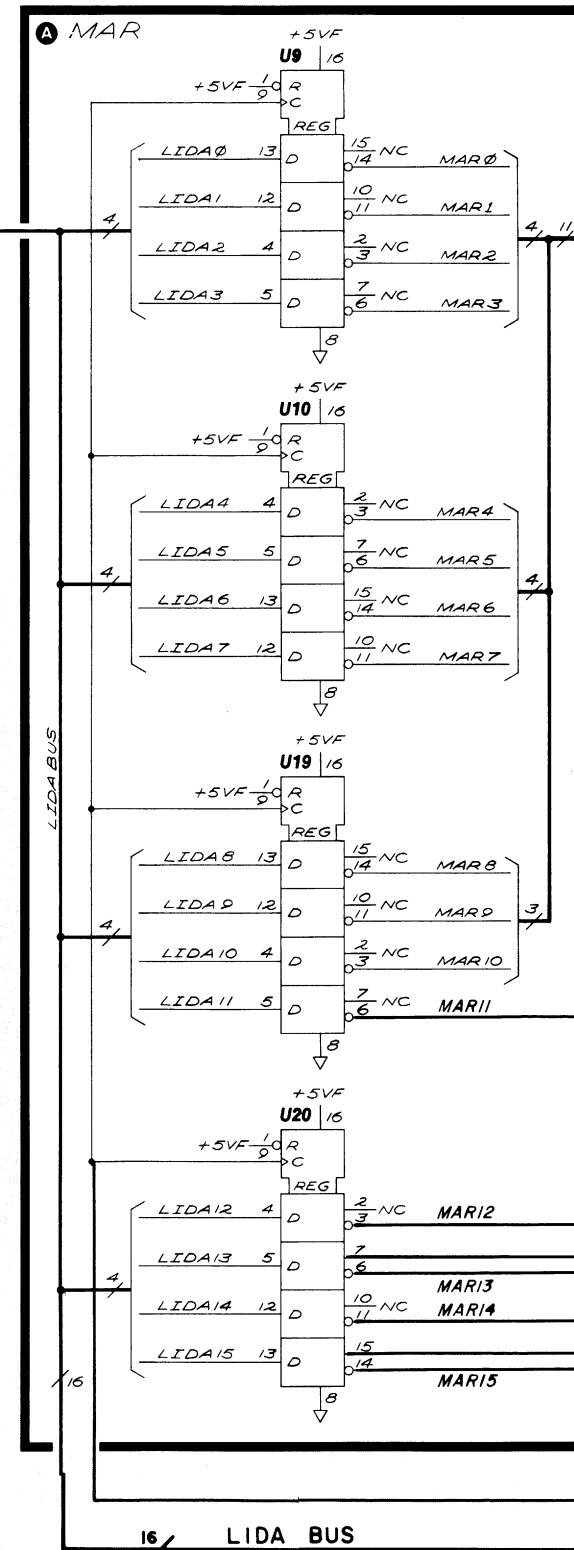 A MAR
+5VF
U9 16
+5VF 1 R
9 C
REG
LIDA0 13 D 15 NC
14 MAR0
LIDA1 12 D 10 NC
11 MAR1
4 LIDA2 4 D 2 NC
3 MAR2 4 11
LIDA3 5 D 7 NC
6 MAR3
8
+5VF
U10 16
+5VF 1 R
9 C
REG
LIDA4 4 D 2 NC
3 MAR4
LIDA5 5 D 7 NC
6 MAR5
4 LIDA6 13 D 15 NC
14 MAR6 4
LIDA7 12 D 10 NC
11 MAR7
8
LIDA BUS
+5VF
U19 16
+5VF 1 R
9 C
REG
LIDA8 13 D 15 NC
14 MAR8
LIDA9 12 D 10 NC
11 MAR9 3
4 LIDA10 4 D 2 NC
3 MAR10
LIDA11 5 D 7 NC MAR11
6
8
+5VF
U20 16
+5VF 1 R
9 C
REG
LIDA12 4 D 2 NC MAR12
3
LIDA13 5 D 7
6 MAR13
4 LIDA14 12 D 10 NC MAR14
11
LIDA15 13 D 15
14 MAR15
16
8
16 LIDA BUS